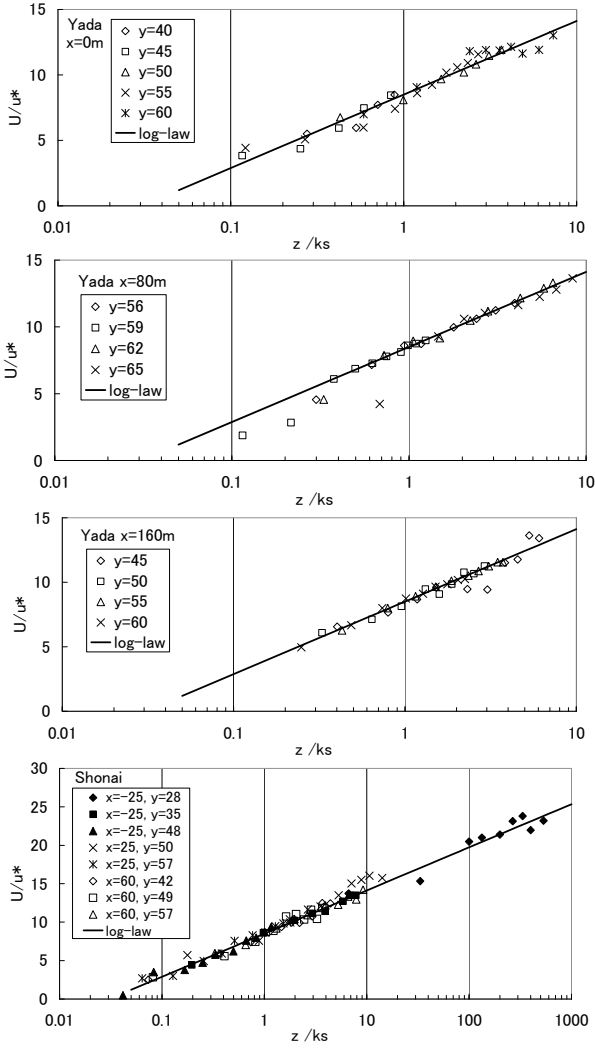 Yada
x=0m
y=40
y=45
y=50
y=55
y=60
log-law
15
10
5
0
U/u*
0.01 0.1 1 10
z /ks
Yada x=80m
y=56
y=59
y=62
y=65
log-law
15
10
5
0
U/u*
0.01 0.1 1 10
z /ks
Yada x=160m
y=45
y=50
y=55
y=60
log-law
15
10
5
0
U/u*
0.01 0.1 1 10
z /ks
Shonai
x=-25, y=28
x=-25, y=35
x=-25, y=48
x=25, y=50
x=25, y=57
x=60, y=42
x=60, y=49
x=60, y=57
log-law
30
25
20
15
10
5
0
U/u*
0.01 0.1 1 10 100 1000
z /ks